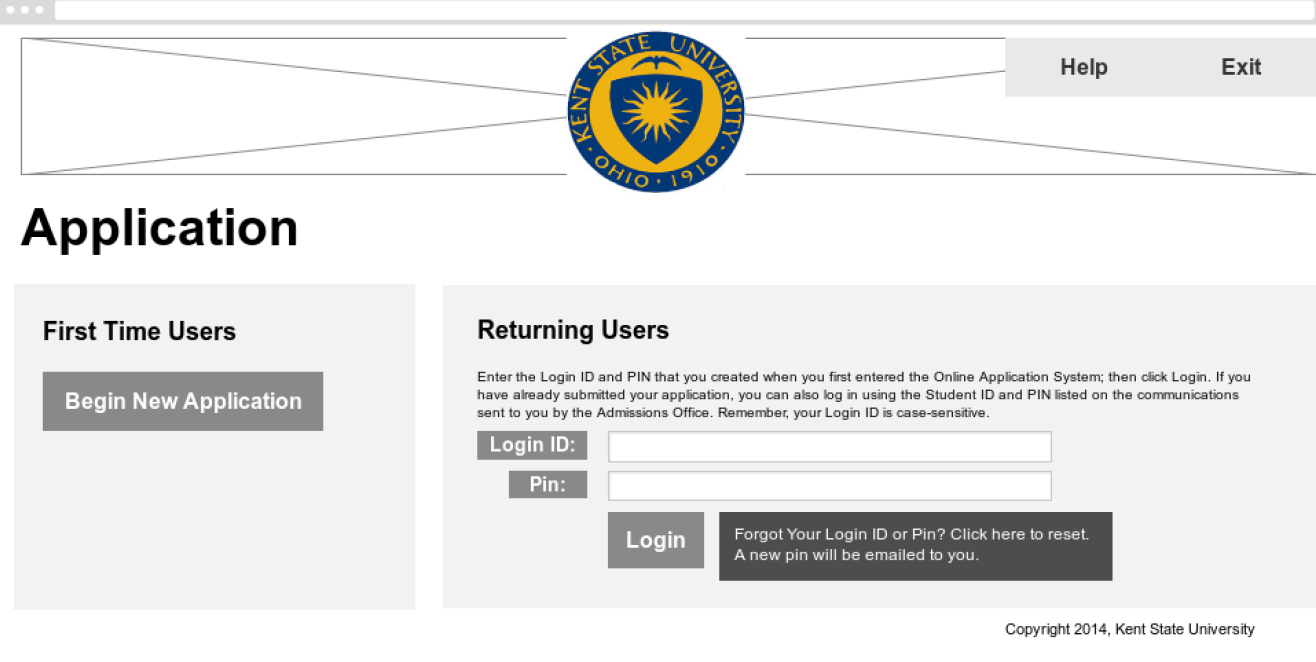 KENT STATE UNIVERSITY
· OHIO · 1910 ·
Help Exit
Application
First Time Users
Begin New Application
Returning Users
Enter the Login ID and PIN that you created when you first entered the Online Application System; then click Login. If you
have already submitted your application, you can also log in using the Student ID and PIN listed on the communications
sent to you by the Admissions Office. Remember, your Login ID is case-sensitive.
Login ID:
Pin:
Login
Forgot Your Login ID or Pin? Click here to reset.
A new pin will be emailed to you.
Copyright 2014, Kent State University